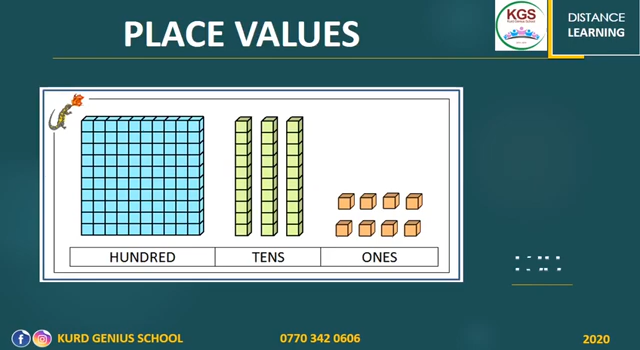 PLACE VALUES
KGS
DISTANCE
LEARNING
HUNDRED TENS ONES
KURD GENIUS SCHOOL 0770 342 0606 2020